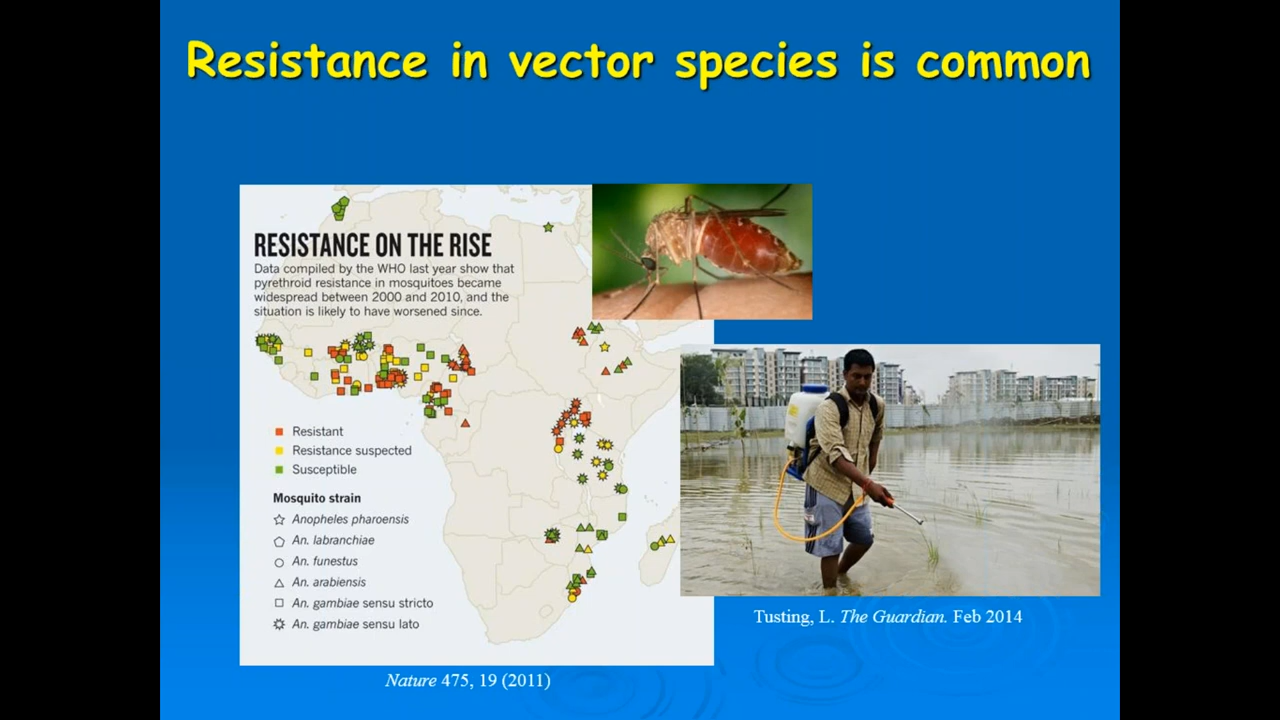 Resistance in vector species is common
RESISTANCE ON THE RISE
Data compiled by the WHO last year show that
pyrethroid resistance in mosquitoes became
widespread between 2000 and 2010, and the
situation is likely to have worsened since.
Resistant
Resistance suspected
Susceptible
Mosquito strain
Anopheles pharoensis
An. labranchiae
An. funestus
An. arabiensis
An. gambiae sensu stricto
An. gambiae sensu lato
Nature 475, 19 (2011)
Tusting, L. The Guardian. Feb 2014